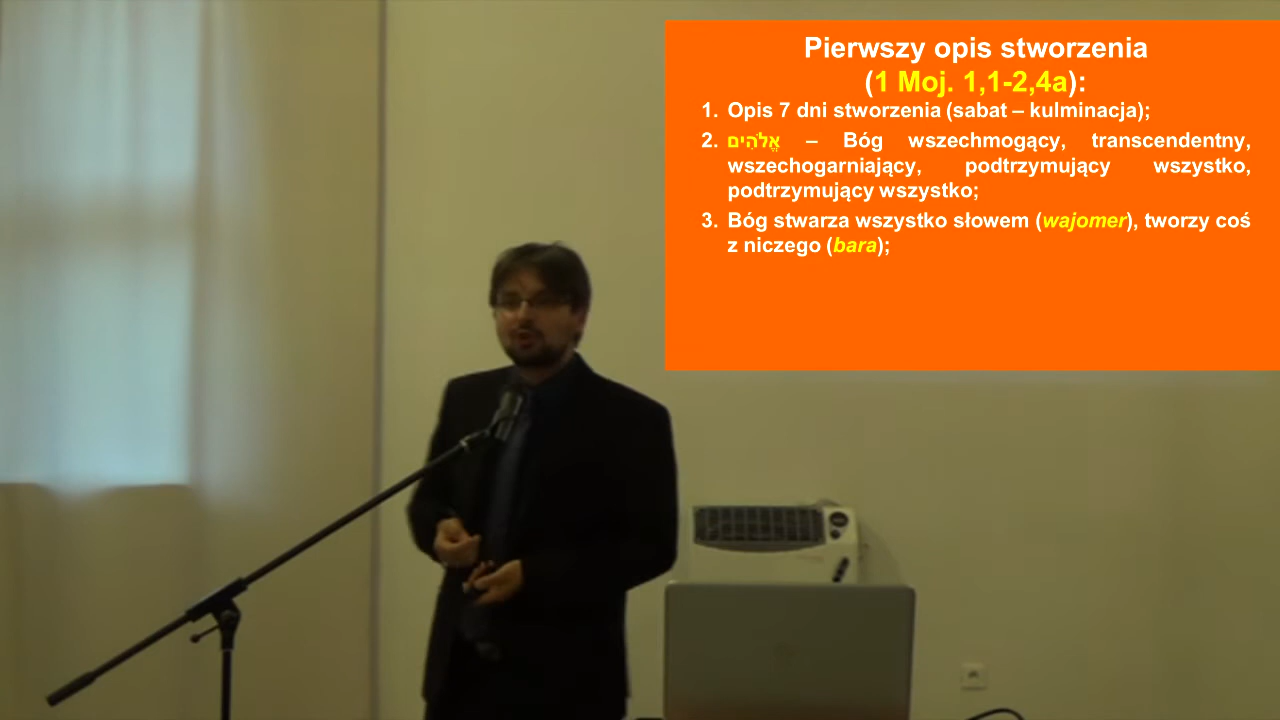 Pierwszy opis stworzenia
(1 Moj. 1,1-2,4a):
1. Opis 7 dni stworzenia (sabat – kulminacja);
2. אֱלֹהִים – Bóg wszechmogący, transcendentny,
wszechogarniający, podtrzymujący wszystko,
podtrzymujący wszystko;
3. Bóg stwarza wszystko słowem (wajomer), tworzy coś
z niczego (bara);